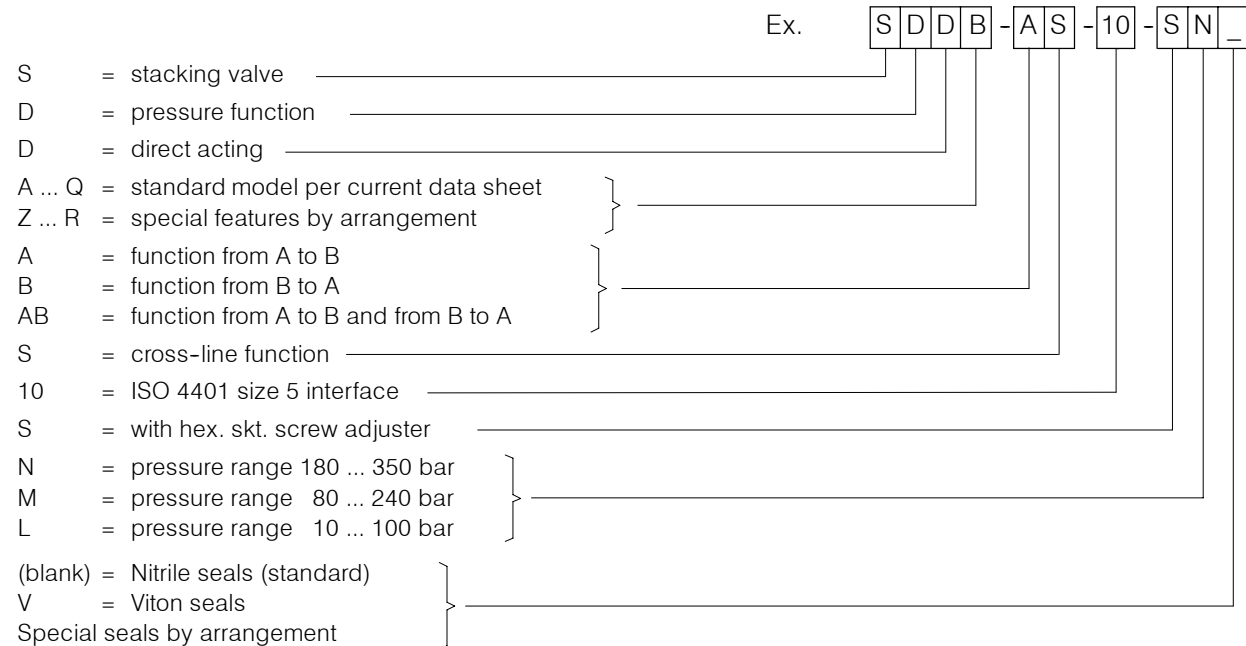 Ex. S D D B - A S - 10 - S N _
S = stacking valve
D = pressure function
D = direct acting
A ... Q = standard model per current data sheet
Z ... R = special features by arrangement
A = function from A to B
B = function from B to A
AB = function from A to B and from B to A
S = cross-line function
10 = ISO 4401 size 5 interface
S = with hex. skt. screw adjuster
N = pressure range 180 ... 350 bar
M = pressure range 80 ... 240 bar
L = pressure range 10 ... 100 bar
(blank) = Nitrile seals (standard)
V = Viton seals
Special seals by arrangement